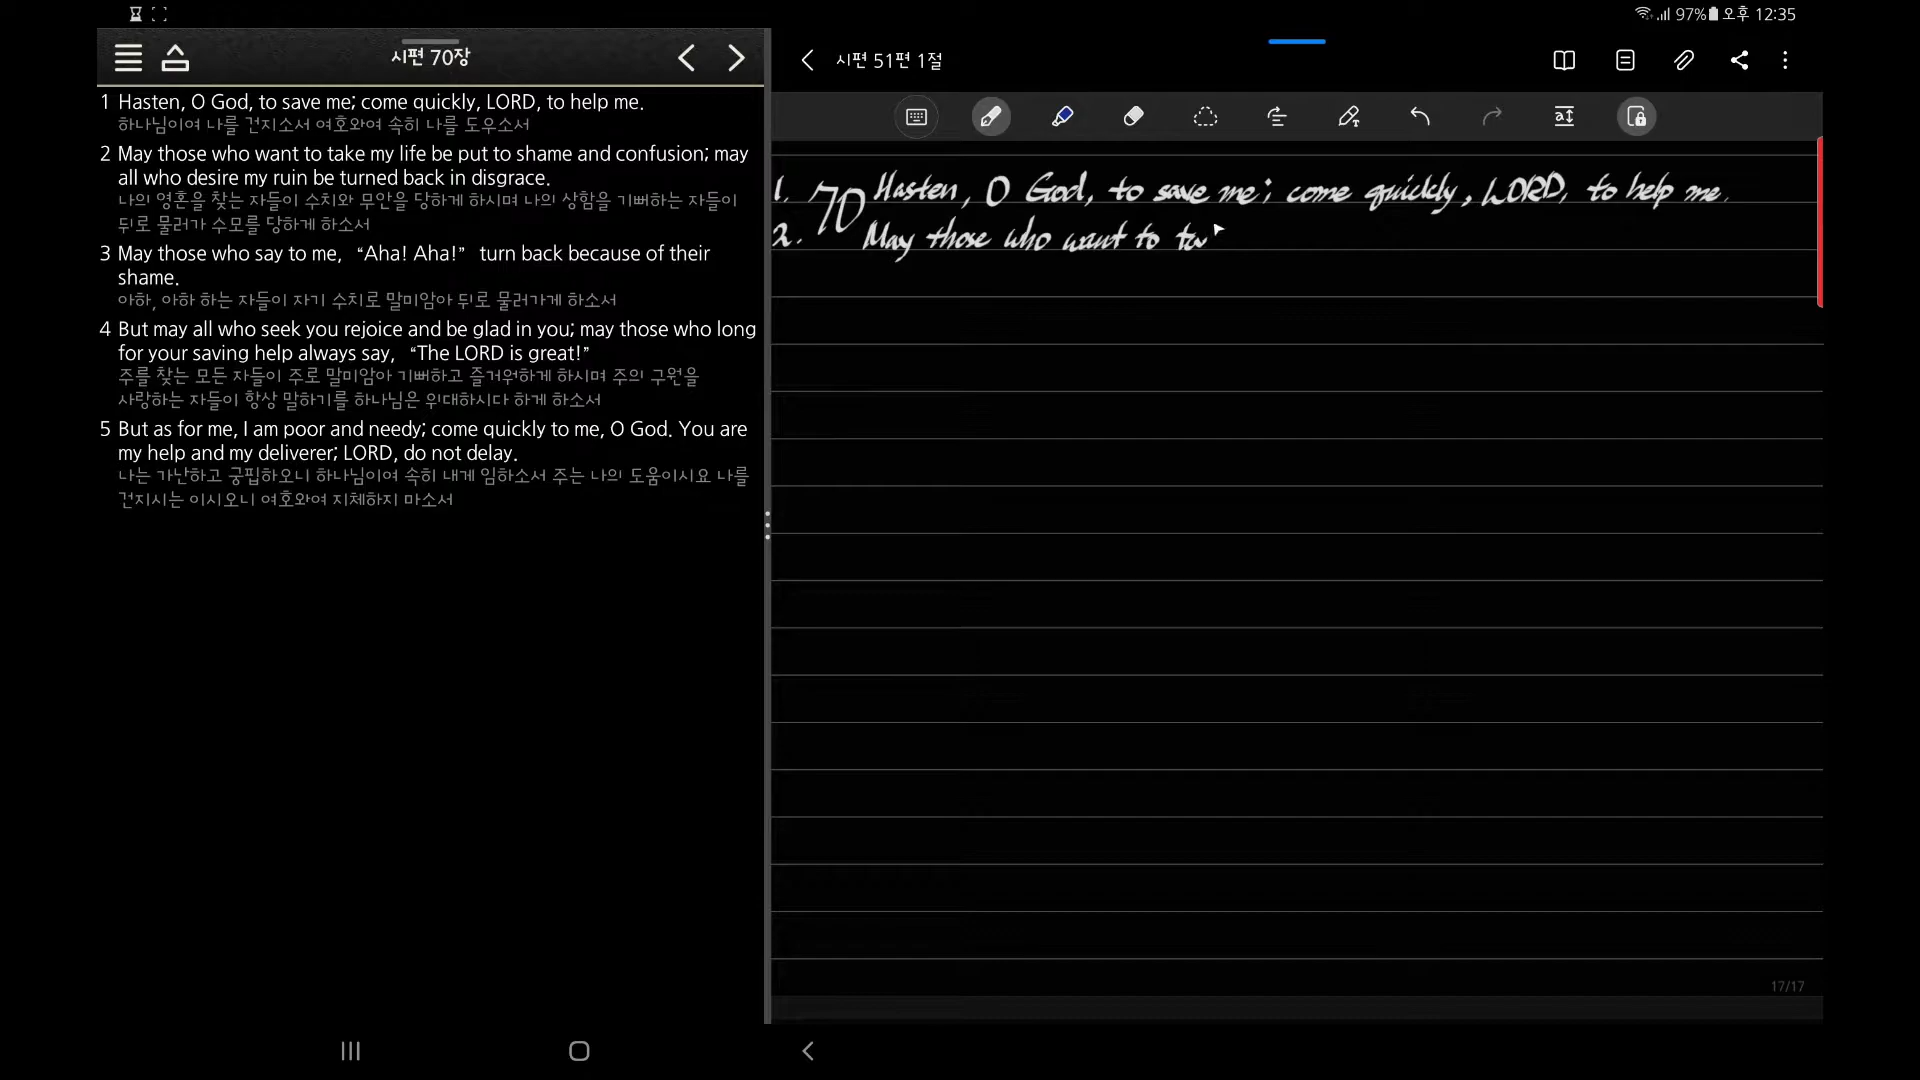 97% 오후 12:35
시편 70장
1 Hasten, O God, to save me; come quickly, LORD, to help me.
하나님이여 나를 건지소서 여호와여 속히 나를 도우소서
2 May those who want to take my life be put to shame and confusion; may
all who desire my ruin be turned back in disgrace.
나의 영혼을 찾는 자들이 수치와 무안을 당하게 하시며 나의 상함을 기뻐하는 자들이
뒤로 물러가 수모를 당하게 하소서
3 May those who say to me, “Aha! Aha!” turn back because of their
shame.
아하, 아하 하는 자들이 자기 수치로 말미암아 뒤로 물러가게 하소서
4 But may all who seek you rejoice and be glad in you; may those who long
for your saving help always say, “The LORD is great!”
주를 찾는 모든 자들이 주로 말미암아 기뻐하고 즐거워하게 하시며 주의 구원을
사랑하는 자들이 항상 말하기를 하나님은 위대하시다 하게 하소서
5 But as for me, I am poor and needy; come quickly to me, O God. You are
my help and my deliverer; LORD, do not delay.
나는 가난하고 궁핍하오니 하나님이여 속히 내게 임하소서 주는 나의 도움이시요 나를
건지시는 이시오니 여호와여 지체하지 마소서
시편 51편 1절
1. 70 Hasten, O God, to save me; come quickly, LORD, to help me.
2. May those who want to ta
17/17